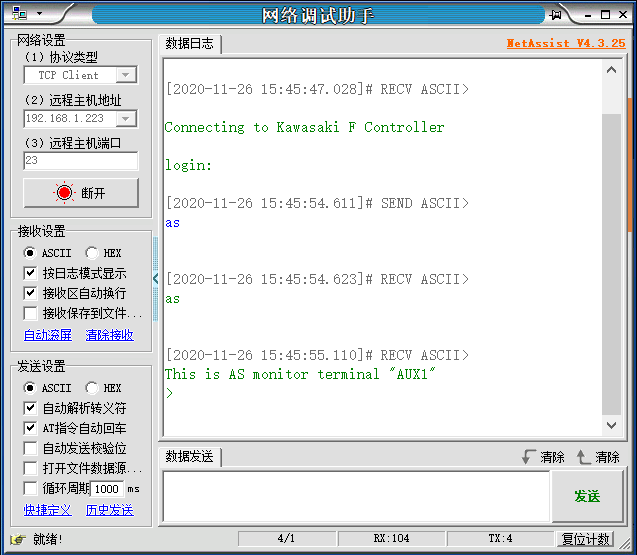 网络调试助手
网络设置
(1) 协议类型
TCP Client
(2) 远程主机地址
192.168.1.223
(3) 远程主机端口
23
断开
接收设置
ASCII HEX
按日志模式显示
接收区自动换行
接收保存到文件...
自动滚屏 清除接收
发送设置
ASCII HEX
自动解析转义符
AT指令自动回车
自动发送校验位
打开文件数据源...
循环周期 1000 ms
快捷定义 历史发送
数据日志 NetAssist V4.3.25
[2020-11-26 15:45:47.028]# RECV ASCII>
Connecting to Kawasaki F Controller
login:
[2020-11-26 15:45:54.611]# SEND ASCII>
as
[2020-11-26 15:45:54.623]# RECV ASCII>
as
[2020-11-26 15:45:55.110]# RECV ASCII>
This is AS monitor terminal "AUX1"
>
数据发送 清除 清除
发送
就绪! 4/1 RX:104 TX:4 复位计数